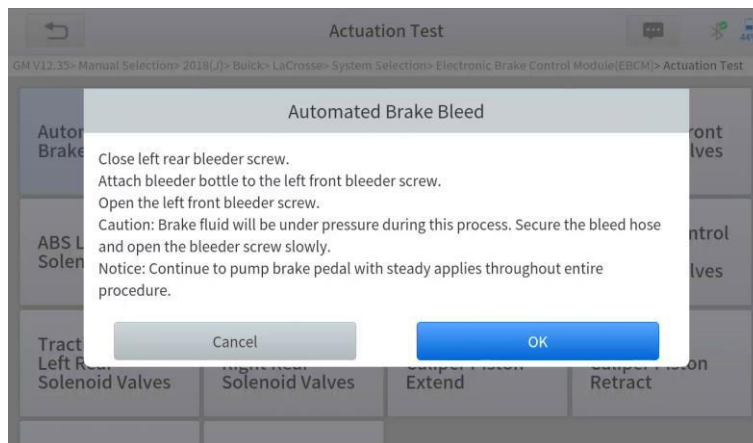 Actuation Test
GM V12.35> Manual Selection> 2018(J)> Buick> LaCrosse> System Selection> Electronic Brake Control Module(EBCM)> Actuation Test
Automated Brake Bleed
Close left rear bleeder screw.
Attach bleeder bottle to the left front bleeder screw.
Open the left front bleeder screw.
Caution: Brake fluid will be under pressure during this process. Secure the bleed hose
and open the bleeder screw slowly.
Notice: Continue to pump brake pedal with steady applies throughout entire
procedure.
Cancel
OK
Solenoid Valves
Solenoid Valves
Extend
Retract